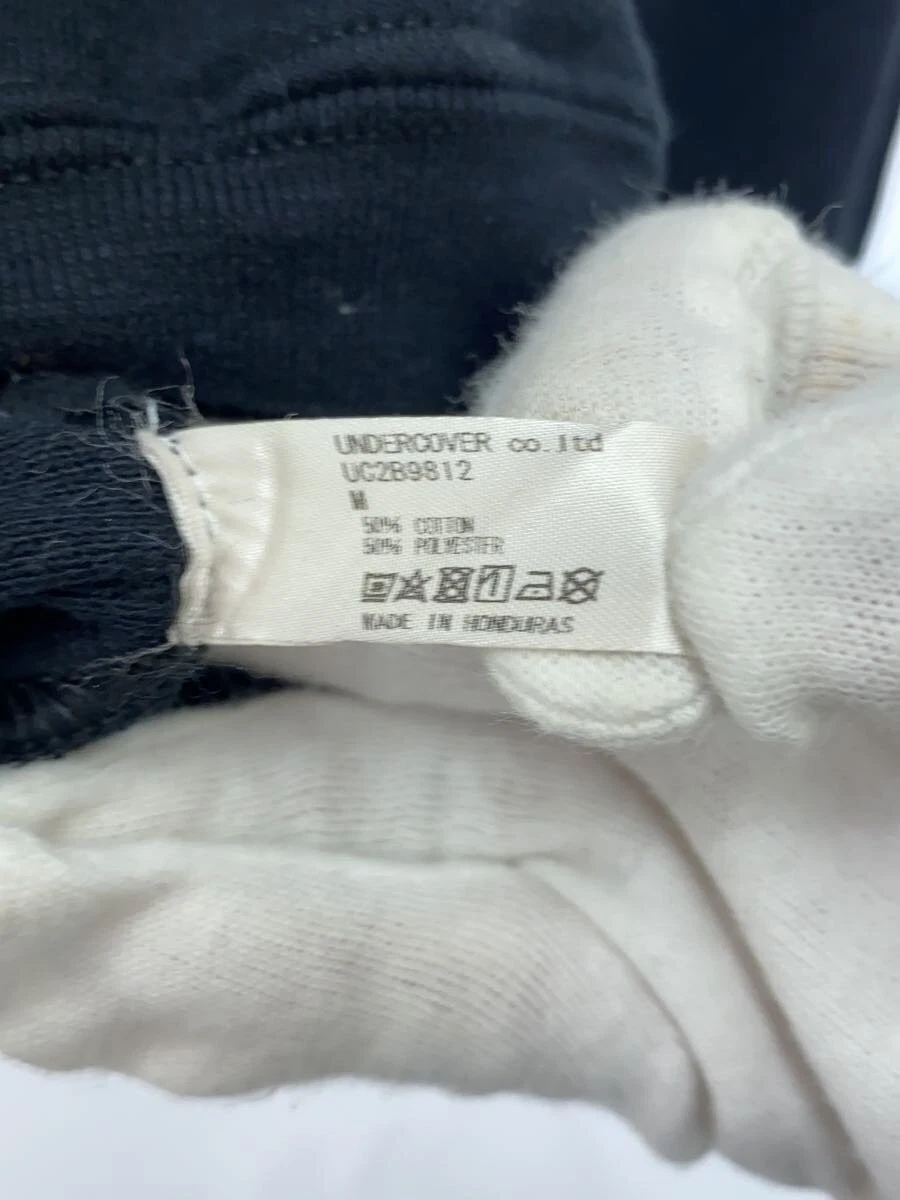 UNDERCOVER co.ltd
UC2B9812
M
50% COTTON
50% POLYESTER
MADE IN HONDURAS